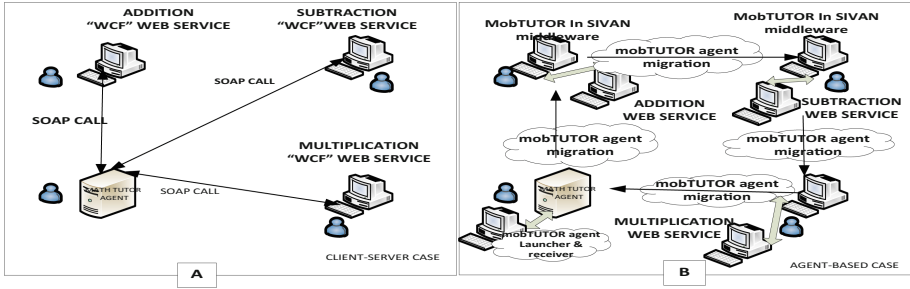 ADDITION
“WCF” WEB SERVICE
SUBTRACTION
“WCF”WEB SERVICE
SOAP CALL
SOAP CALL
MULTIPLICATION
“WCF” WEB SERVICE
MATH TUTOR
AGENT
SOAP CALL
CLIENT-SERVER CASE
A
MobTUTOR In SIVAN
middleware
MobTUTOR In SIVAN
middleware
mobTUTOR agent
migration
ADDITION
WEB SERVICE
SUBTRACTION
WEB SERVICE
mobTUTOR agent
migration
mobTUTOR agent
migration
MATH TUTOR
AGENT
mobTUTOR agent
migration
MULTIPLICATION
WEB SERVICE
mobTUTOR agent
Launcher &
receiver
AGENT-BASED CASE
B